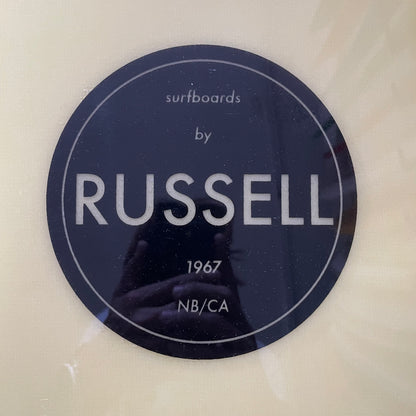 surfboards
by
RUSSELL
1967
NB/CA